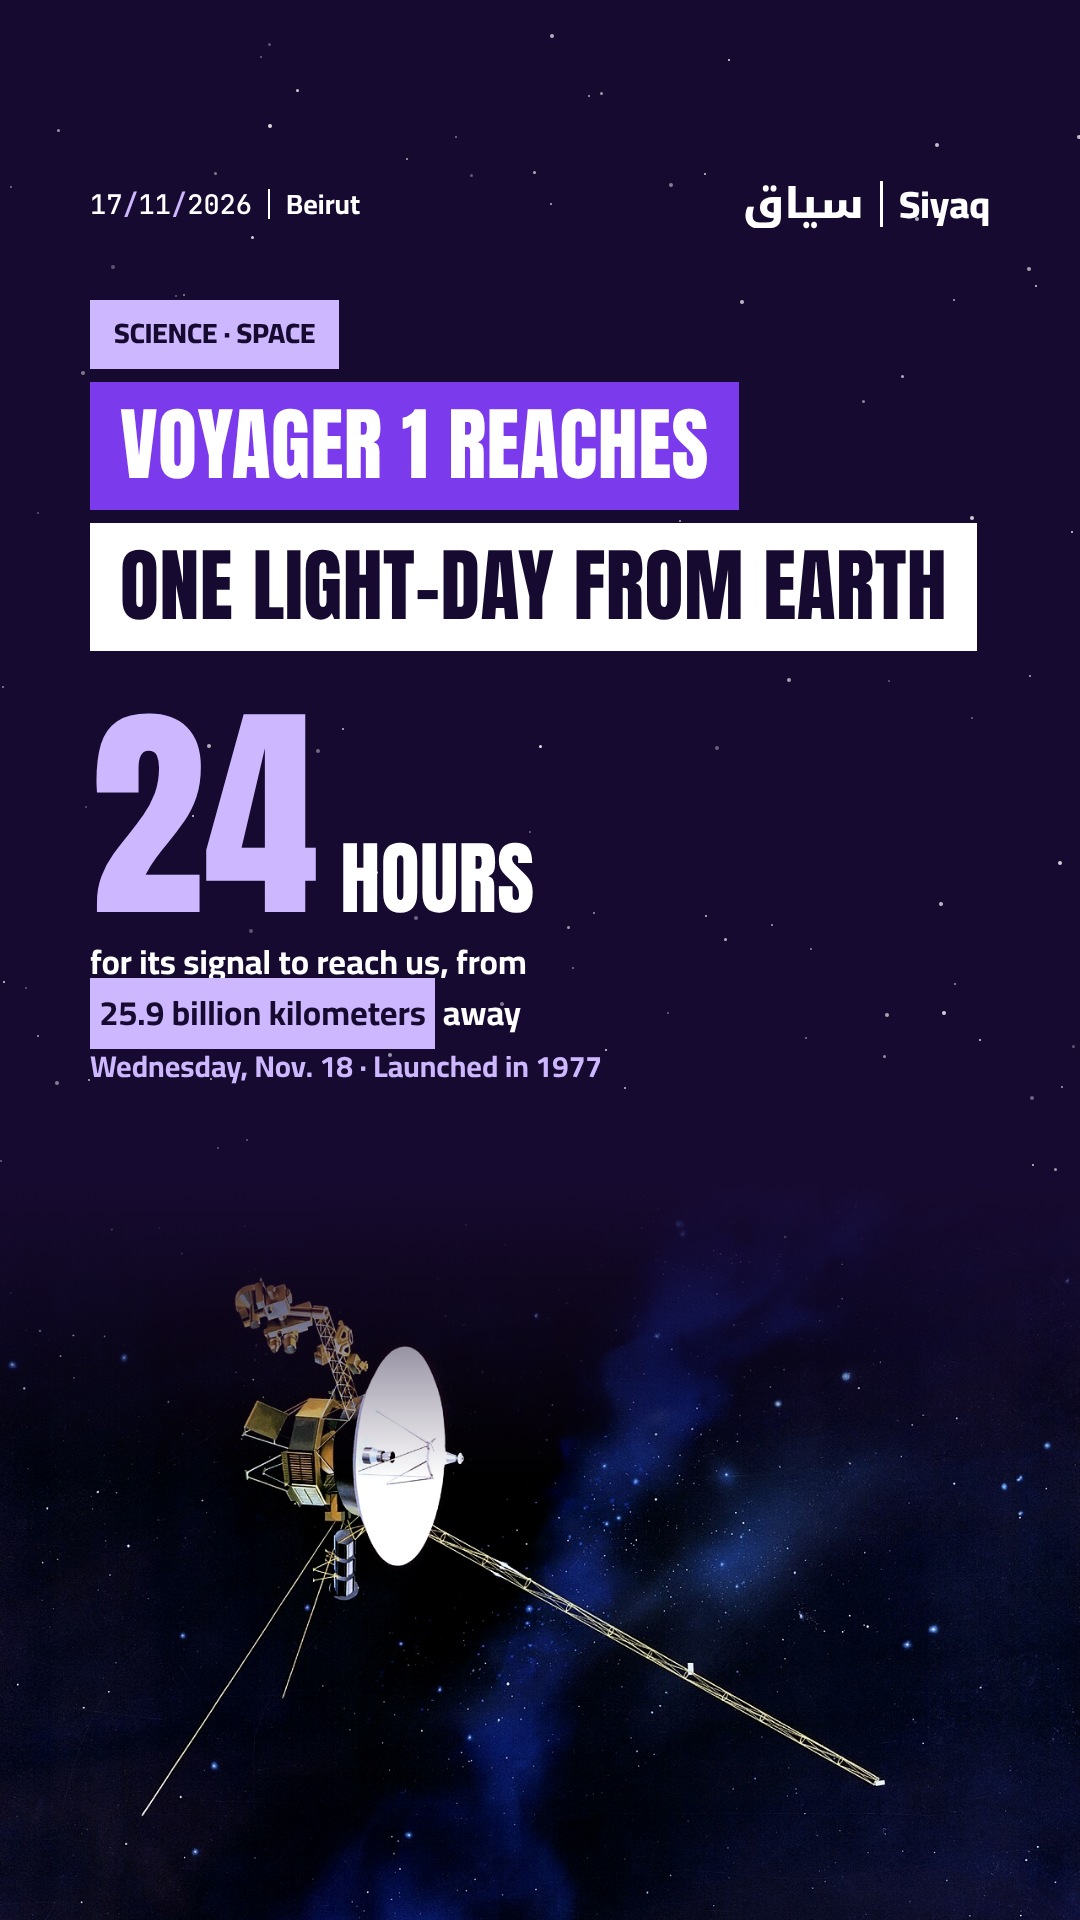 17/11/2026 | Beirut
سياق | Siyaq
SCIENCE · SPACE
VOYAGER 1 REACHES
ONE LIGHT-DAY FROM EARTH
24 HOURS
for its signal to reach us, from
25.9 billion kilometers away
Wednesday, Nov. 18 · Launched in 1977